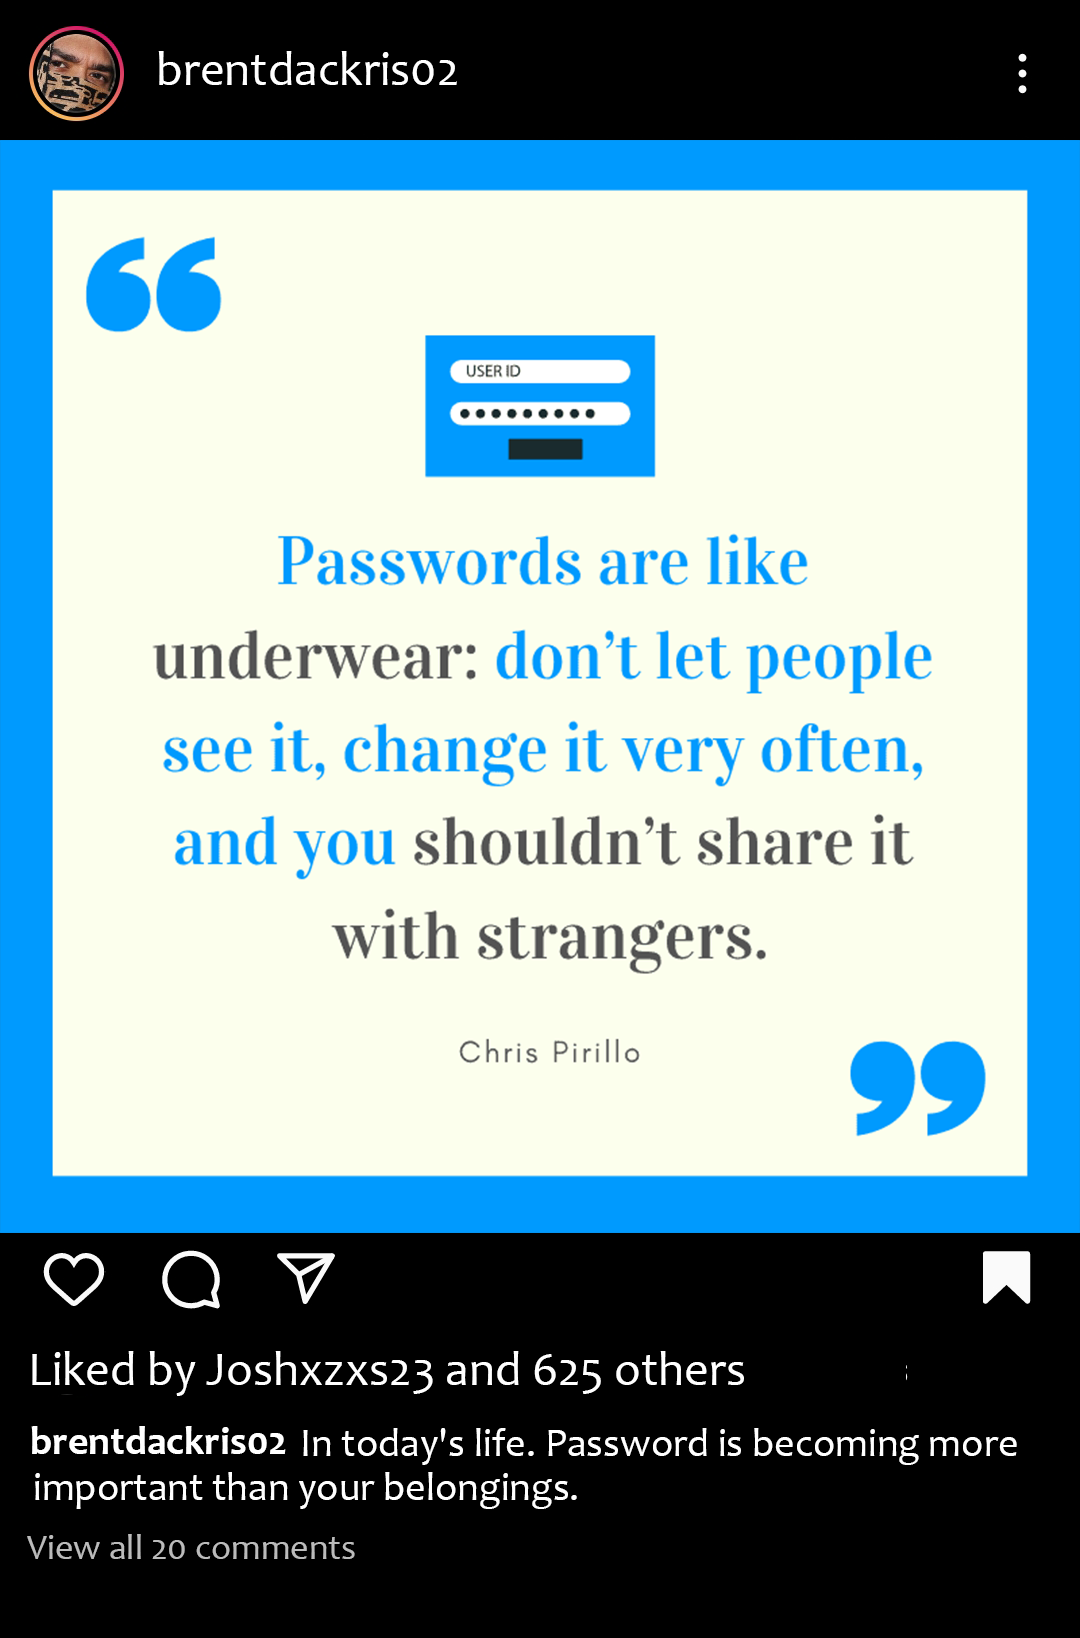 brentdackris02
USER ID
Passwords are like
underwear: don’t let people
see it, change it very often,
and you shouldn’t share it
with strangers.
Chris Pirillo
Liked by Joshxzxs23 and 625 others
brentdackris02 In today's life. Password is becoming more
important than your belongings.
View all 20 comments